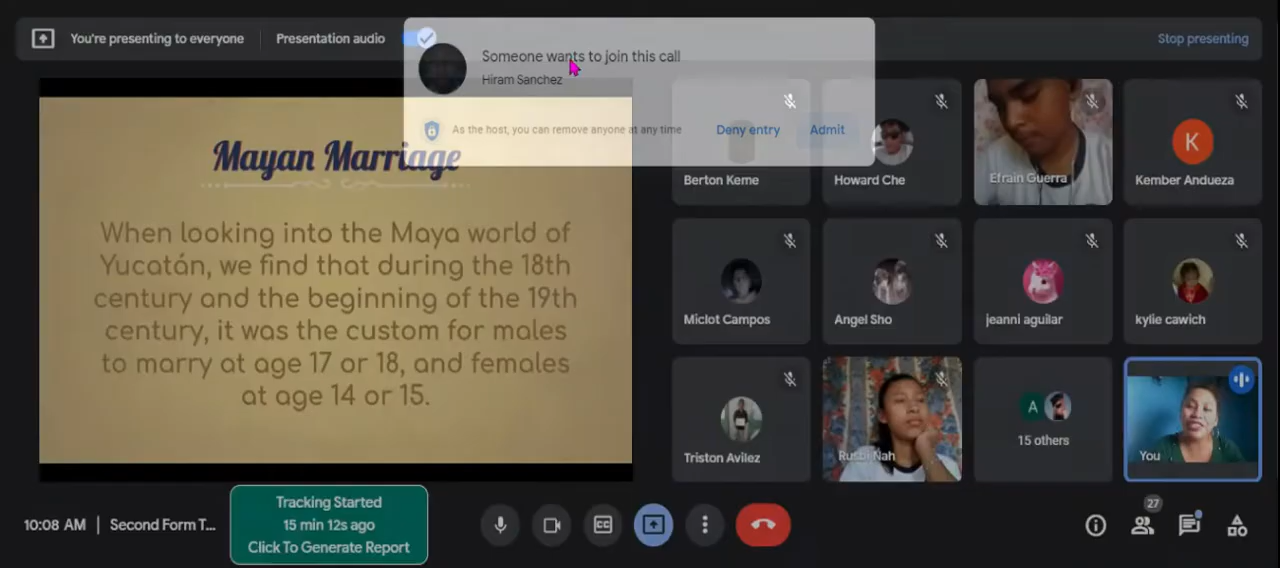 You're presenting to everyone
Presentation audio
Stop presenting
Someone wants to join this call
Hiram Sanchez
As the host, you can remove anyone at any time
Deny entry
Admit
Mayan Marriage
When looking into the Maya world of
Yucatán, we find that during the 18th
century and the beginning of the 19th
century, it was the custom for males
to marry at age 17 or 18, and females
at age 14 or 15.
Berton Keme
Howard Che
Efrain Guerra
K
Kember Andueza
Miclot Campos
Angel Sho
jeanni aguilar
kylie cawich
Triston Avilez
Rusbi Nah
A
15 others
You
10:08 AM | Second Form T...
Tracking Started
15 min 12s ago
Click To Generate Report
CC
27